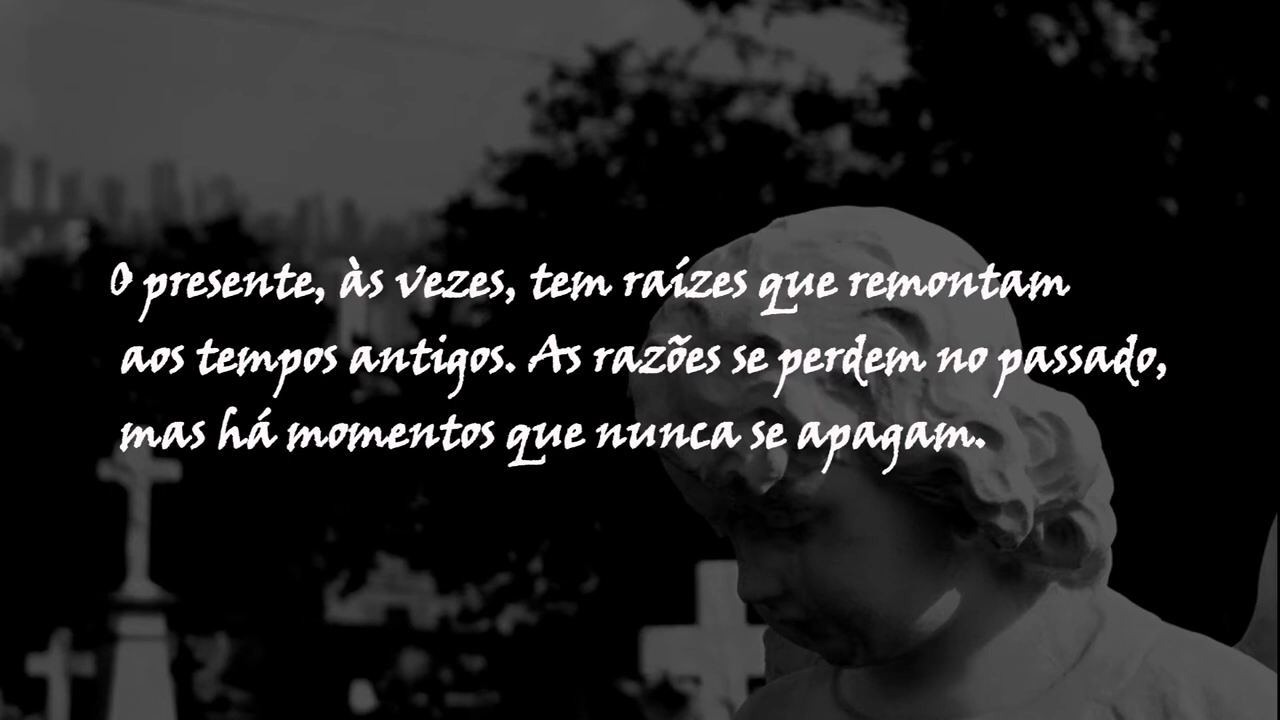 O presente, às vezes, tem raízes que remontam
aos tempos antigos. As razões se perdem no passado,
mas há momentos que nunca se apagam.